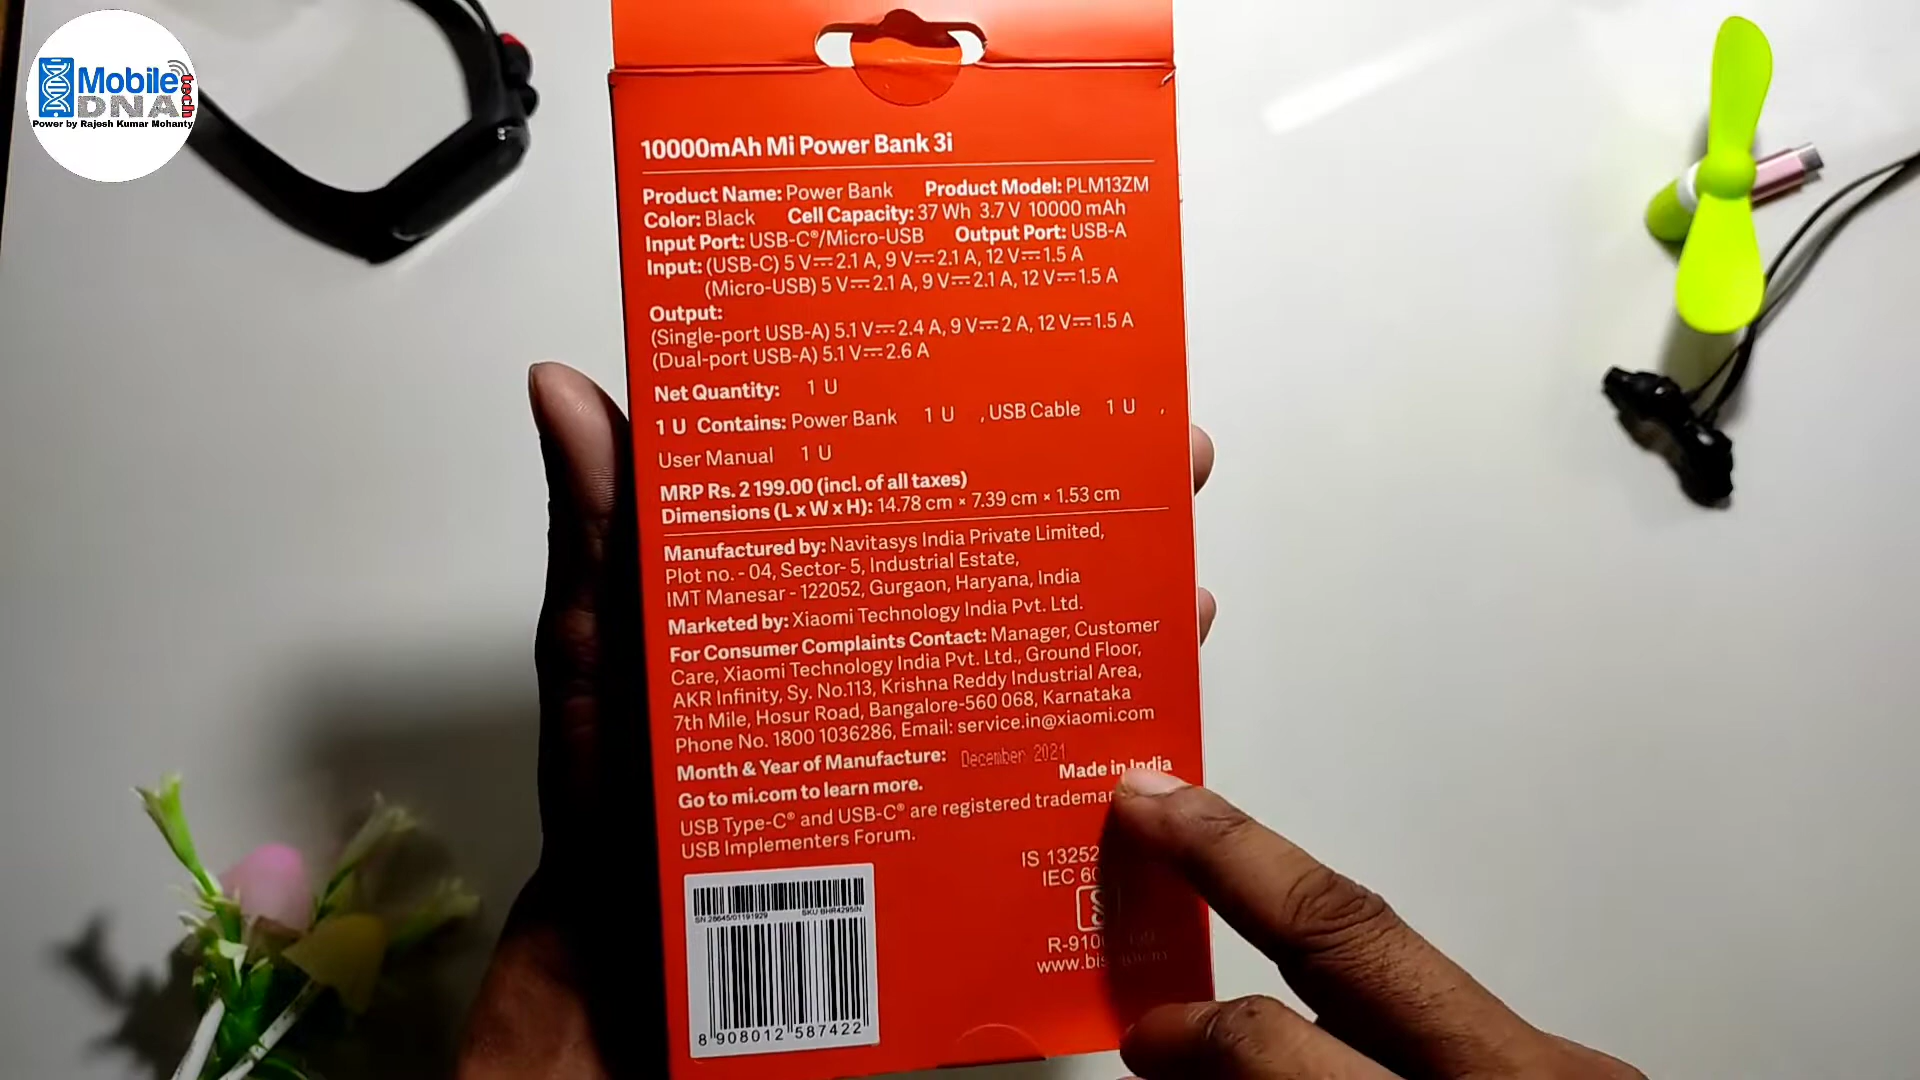 Mobile
DNA tech
Power by Rajesh Kumar Mohanty
10000mAh Mi Power Bank 3i
Product Name: Power Bank Product Model: PLM13ZM
Color: Black Cell Capacity: 37 Wh 3.7 V 10000 mAh
Input Port: USB-C®/Micro-USB Output Port: USB-A
Input: (USB-C) 5 V⎓2.1 A, 9 V⎓2.1 A, 12 V⎓1.5 A
(Micro-USB) 5 V⎓2.1 A, 9 V⎓2.1 A, 12 V⎓1.5 A
Output:
(Single-port USB-A) 5.1 V⎓2.4 A, 9 V⎓2 A, 12 V⎓1.5 A
(Dual-port USB-A) 5.1 V⎓2.6 A
Net Quantity: 1 U
1 U Contains: Power Bank 1 U , USB Cable 1 U ,
User Manual 1 U
MRP Rs. 2 199.00 (incl. of all taxes)
Dimensions (L x W x H): 14.78 cm × 7.39 cm × 1.53 cm
Manufactured by: Navitasys India Private Limited,
Plot no. - 04, Sector- 5, Industrial Estate,
IMT Manesar - 122052, Gurgaon, Haryana, India
Marketed by: Xiaomi Technology India Pvt. Ltd.
For Consumer Complaints Contact: Manager, Customer
Care, Xiaomi Technology India Pvt. Ltd., Ground Floor,
AKR Infinity, Sy. No.113, Krishna Reddy Industrial Area,
7th Mile, Hosur Road, Bangalore-560 068, Karnataka
Phone No. 1800 1036286, Email: service.in@xiaomi.com
Month & Year of Manufacture: December 2021
Made in India
Go to mi.com to learn more.
USB Type-C® and USB-C® are registered
USB Implementers Forum.
IS 13252
IEC
SN:28645/01191929 SKU:BHR4295IN
8 908012 587422